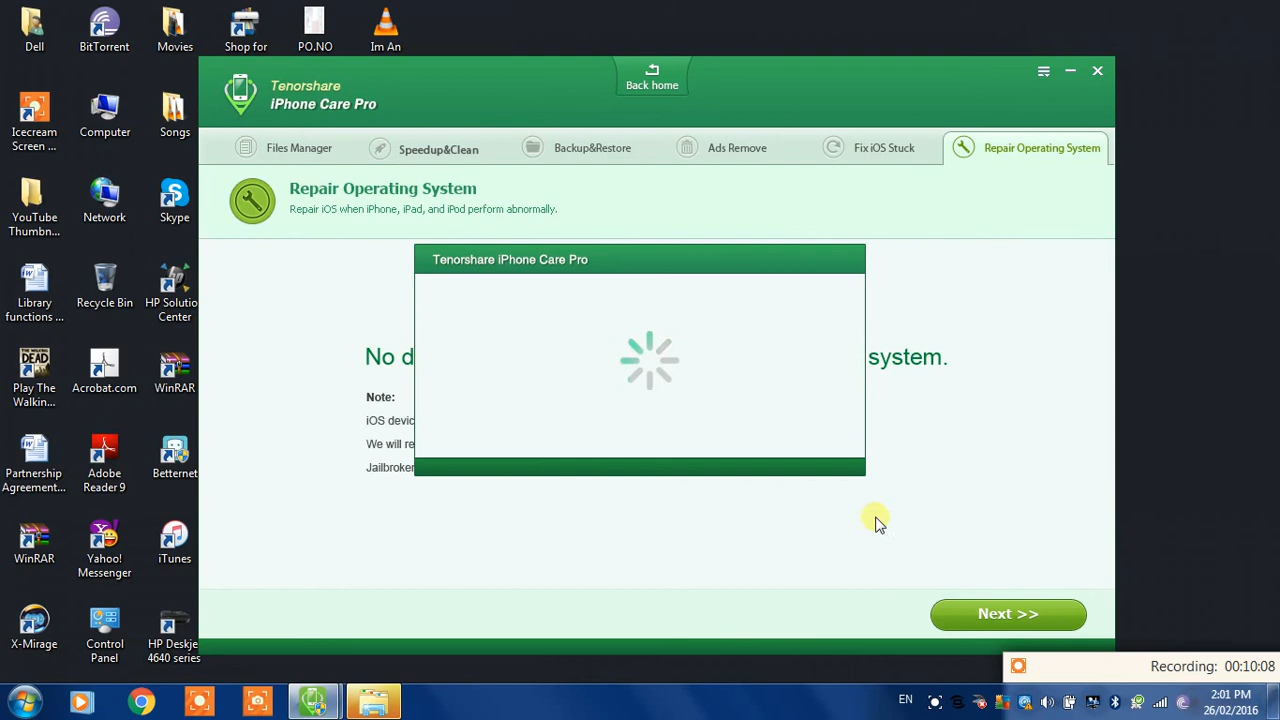 Dell
BitTorrent
Movies
Shop for
PO.NO
Im An
Tenorshare
iPhone Care Pro
Back home
Files Manager
Speedup&Clean
Backup&Restore
Ads Remove
Fix iOS Stuck
Repair Operating System
Repair Operating System
Repair iOS when iPhone, iPad, and iPod perform abnormally.
Icecream
Screen ...
Computer
Songs
YouTube
Thumbn...
Network
Skype
Library
functions ...
Recycle Bin
HP Solutio
Center
Play The
Walkin...
Acrobat.com
WinRAR
Partnership
Agreement...
Adobe
Reader 9
Betternet
WinRAR
Yahoo!
Messenger
iTunes
X-Mirage
Control
Panel
HP Deskje
4640 series
Tenorshare iPhone Care Pro
No d
system.
Note:
iOS devic
We will re
Jailbroker
Next >>
Recording: 00:10:08
EN
2:01 PM
26/02/2016